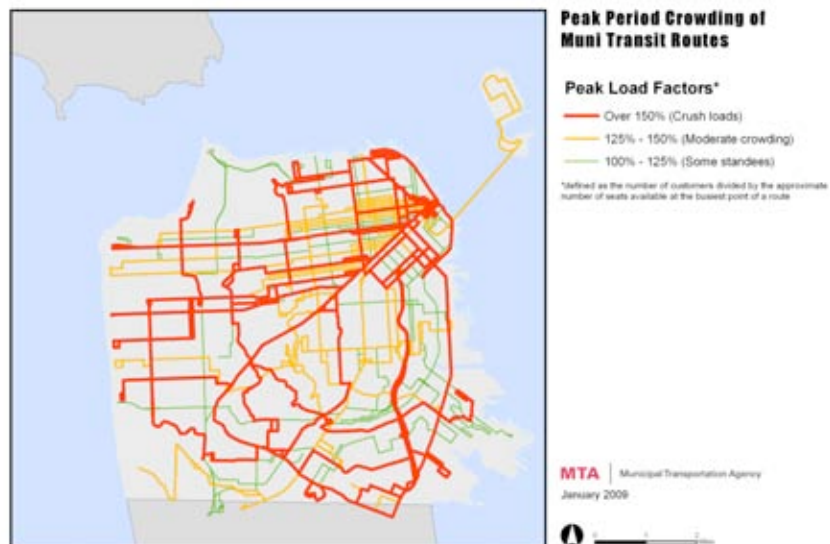 Peak Period Crowding of
Muni Transit Routes
Peak Load Factors*
Over 150% (Crush loads)
125% - 150% (Moderate crowding)
100% - 125% (Some standees)
*defined as the number of customers divided by the approximate
number of seats available at the busiest point of a route
MTA | Municipal Transportation Agency
January 2009